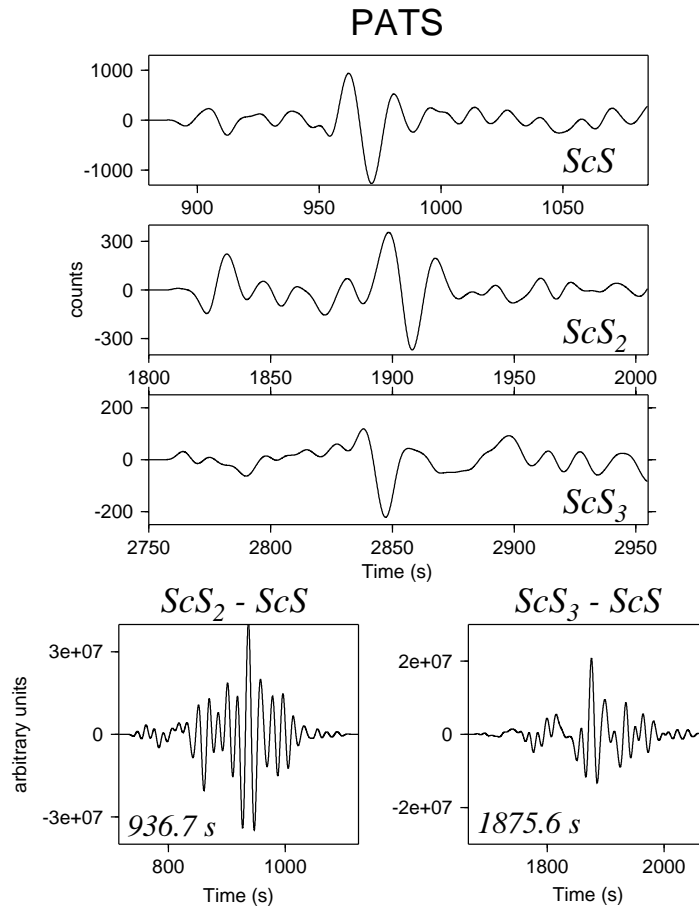 PATS
1000
0
-1000
ScS
900 950 1000 1050
counts
300
0
-300
ScS2
1800 1850 1900 1950 2000
200
0
-200
ScS3
2750 2800 2850 2900 2950
Time (s)
ScS2 - ScS
arbitrary units
3e+07
0
-3e+07
936.7 s
800 1000
Time (s)
ScS3 - ScS
2e+07
0
-2e+07
1875.6 s
1800 2000
Time (s)